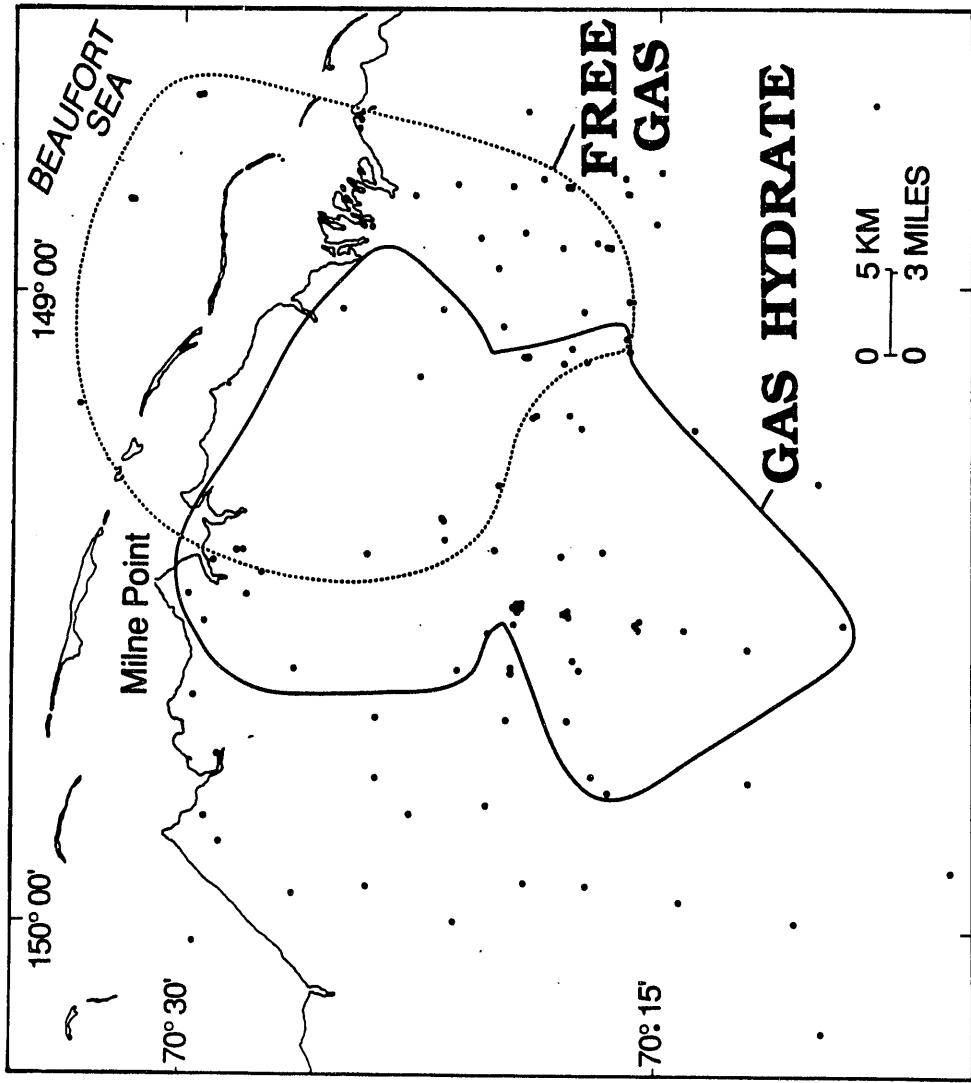 BEAUFORT
SEA
149° 00'
150° 00'
Milne Point
70° 30'
70° 15'
FREE
GAS
GAS HYDRATE
0 5 KM
0 3 MILES